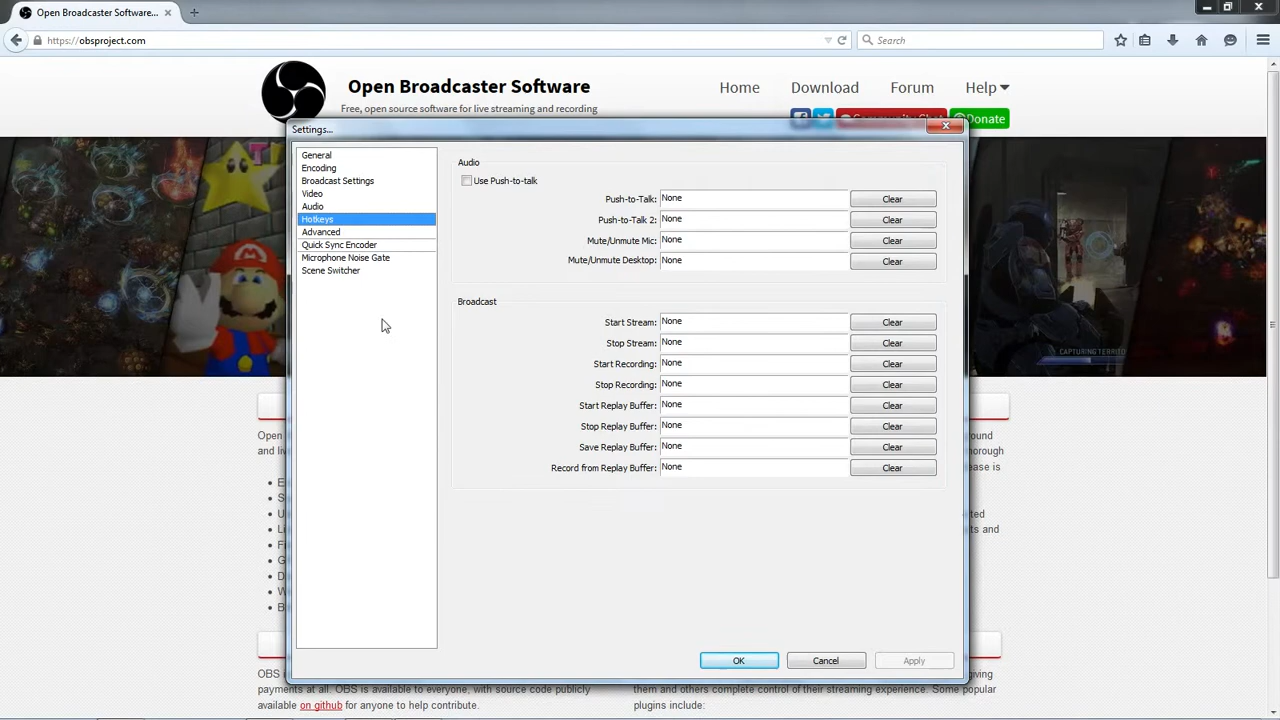 Open Broadcaster Software...
https://obsproject.com
Search
Open Broadcaster Software
Free, open source software for live streaming and recording
Home
Download
Forum
Help
Community Chat
Donate
Settings...
General
Encoding
Broadcast Settings
Video
Audio
Hotkeys
Advanced
Quick Sync Encoder
Microphone Noise Gate
Scene Switcher
Audio
Use Push-to-talk
Push-to-Talk: None Clear
Push-to-Talk 2: None Clear
Mute/Unmute Mic: None Clear
Mute/Unmute Desktop: None Clear
Broadcast
Start Stream: None Clear
Stop Stream: None Clear
Start Recording: None Clear
Stop Recording: None Clear
Start Replay Buffer: None Clear
Stop Replay Buffer: None Clear
Save Replay Buffer: None Clear
Record from Replay Buffer: None Clear
OK
Cancel
Apply
CAPTURING
Open
and
OBS
payments at all. OBS is available to everyone, with source code publicly
available on github for anyone to help contribute.
giving
them and others complete control of their streaming experience. Some popular
plugins include: